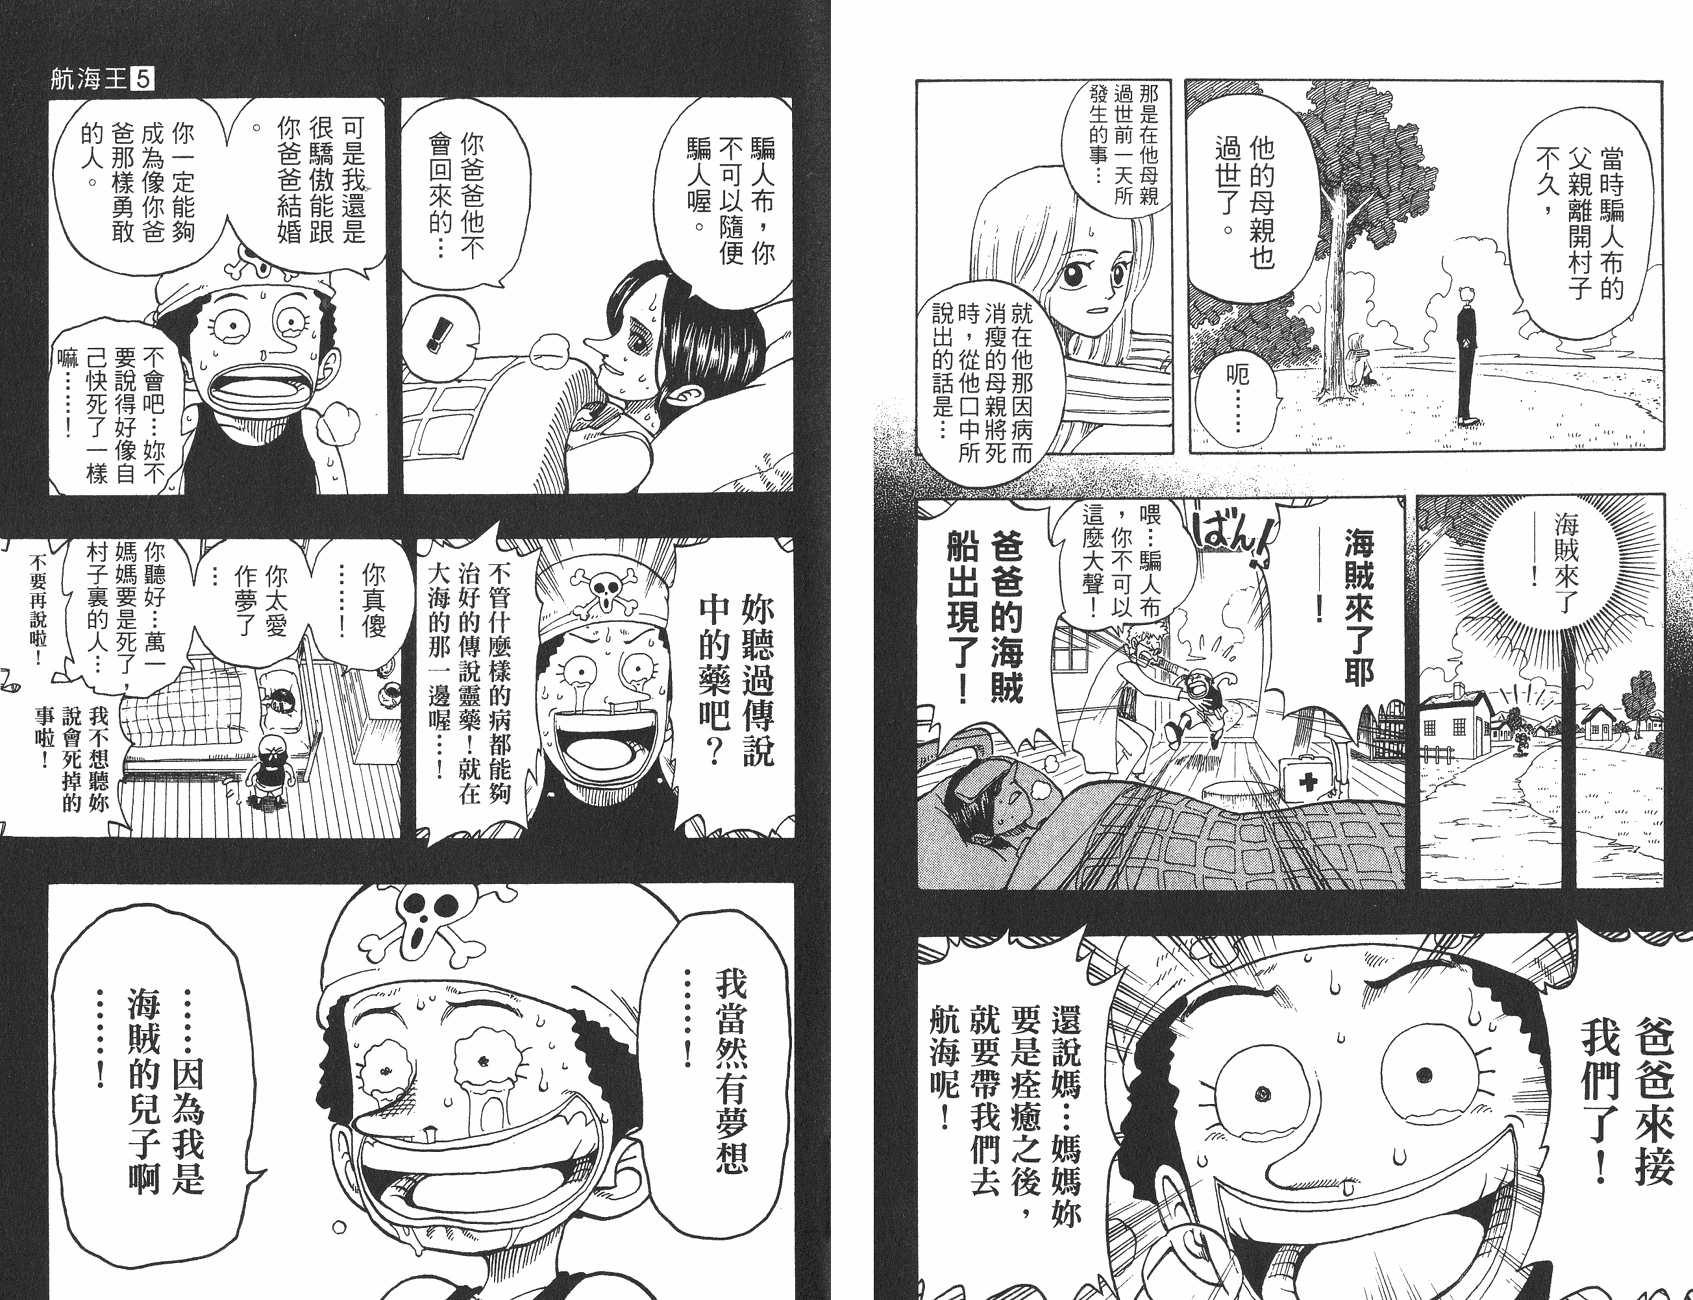 當時騙人布的
父親離開村子
不久，
他的母親也
過世了。
呃……
那是在他母親
過世前一天所
發生的事…
就在他那因病而
消瘦的母親將死
時，從他口中所
說出的話是…
海賊來了
——！
海賊來了耶
——！
ばん！
喂…騙人布
，你不可以
這麼大聲！
爸爸的海賊
船出現了！
爸爸來接
我們了！
還說媽…媽媽妳
要是痊癒之後，
就要帶我們去
航海呢！
航海王5
騙人布，你
不可以隨便
騙人喔。
你爸爸他不
會回來的…
！
可是我還是
很驕傲能跟
你爸爸結婚
。
你一定能夠
成為像你爸
爸那樣勇敢
的人。
不會吧…妳不
要說得好像自
己快死了一樣
嘛……！
妳聽過傳說
中的藥吧？
不管什麼樣的病都能夠
治好的傳說靈藥！就在
大海的那一邊喔…！
你真傻
……！
你太愛
作夢了
…
你聽好…萬一
媽媽要是死了，
村子裏的人…
不要再說啦！
我不想聽妳
說會死掉的
事啦！
我當然有夢想
……！
……因為我是
海賊的兒子啊
……！